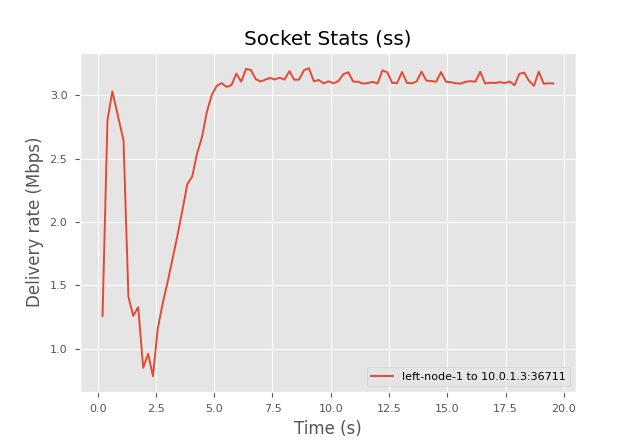 Socket Stats (ss)
Delivery rate (Mbps)
3.0
2.5
2.0
1.5
1.0
left-node-1 to 10.0.1.3:36711
0.0 2.5 5.0 7.5 10.0 12.5 15.0 17.5 20.0
Time (s)